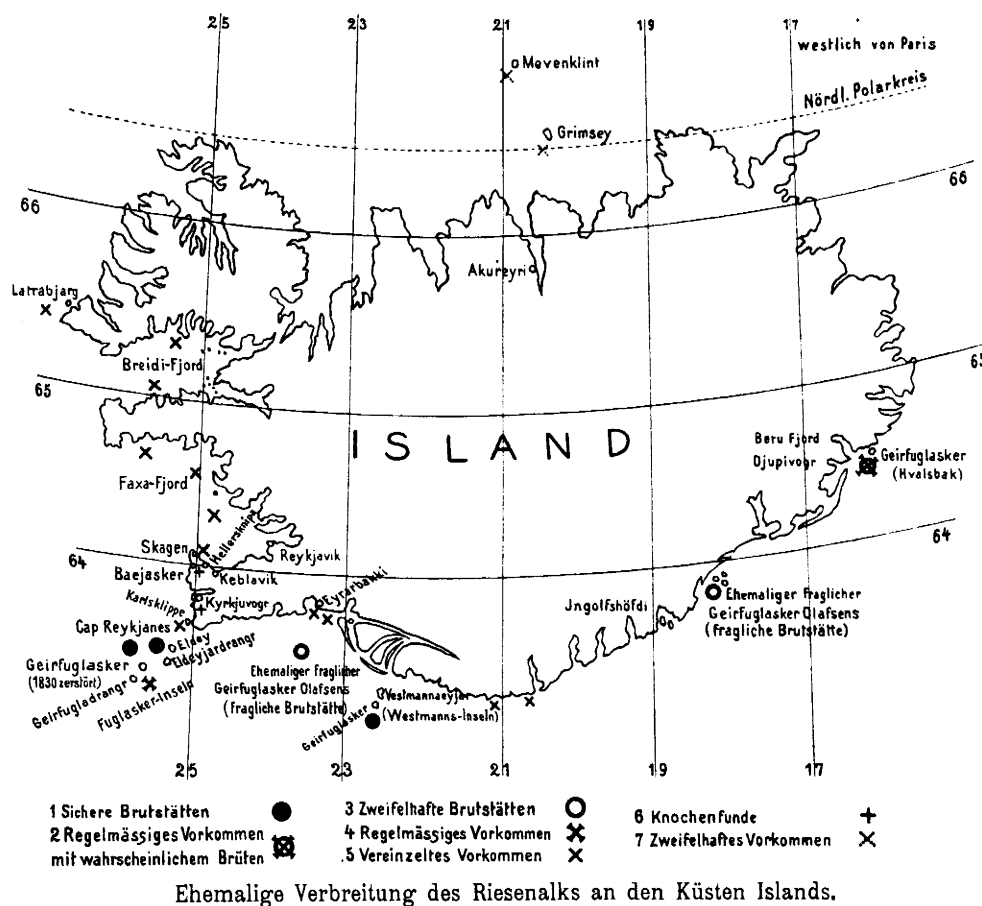 25 23 21 19 17
westlich von Paris
Nördl. Polarkreis
Mevenklint
Grimsey
66 66
Akureyri
Latrabjarg
Breidi-Fjord
65 65
ISLAND
Beru Fjord
Djupivogr
Geirfuglasker
(Hvalsbak)
Faxa-Fjord
Skagen
Hellersknipa
Reykjavik
64 64
Baejasker
Keblavik
Karlsklippe
Kyrkjuvogr
Eyrarbakki
Cap Reykjanes
Eldey
Eldeyjardrangr
Geirfuglasker
(1830 zerstört)
Geirfugladrangr
Fuglasker-Inseln
Ehemaliger fraglicher
Geirfuglasker Olafsens
(fragliche Brutstätte)
Geirfuglasker
Vestmannaeyjar
(Westmanns-Inseln)
Jngolfshöfdi
Ehemaliger fraglicher
Geirfuglasker Olafsens
(fragliche Brutstätte)
25 23 21 19 17
1 Sichere Brutstätten
2 Regelmässiges Vorkommen
mit wahrscheinlichem Brüten
3 Zweifelhafte Brutstätten
4 Regelmässiges Vorkommen
.5 Vereinzeltes Vorkommen
6 Knochenfunde
7 Zweifelhaftes Vorkommen
Ehemalige Verbreitung des Riesenalks an den Küsten Islands.